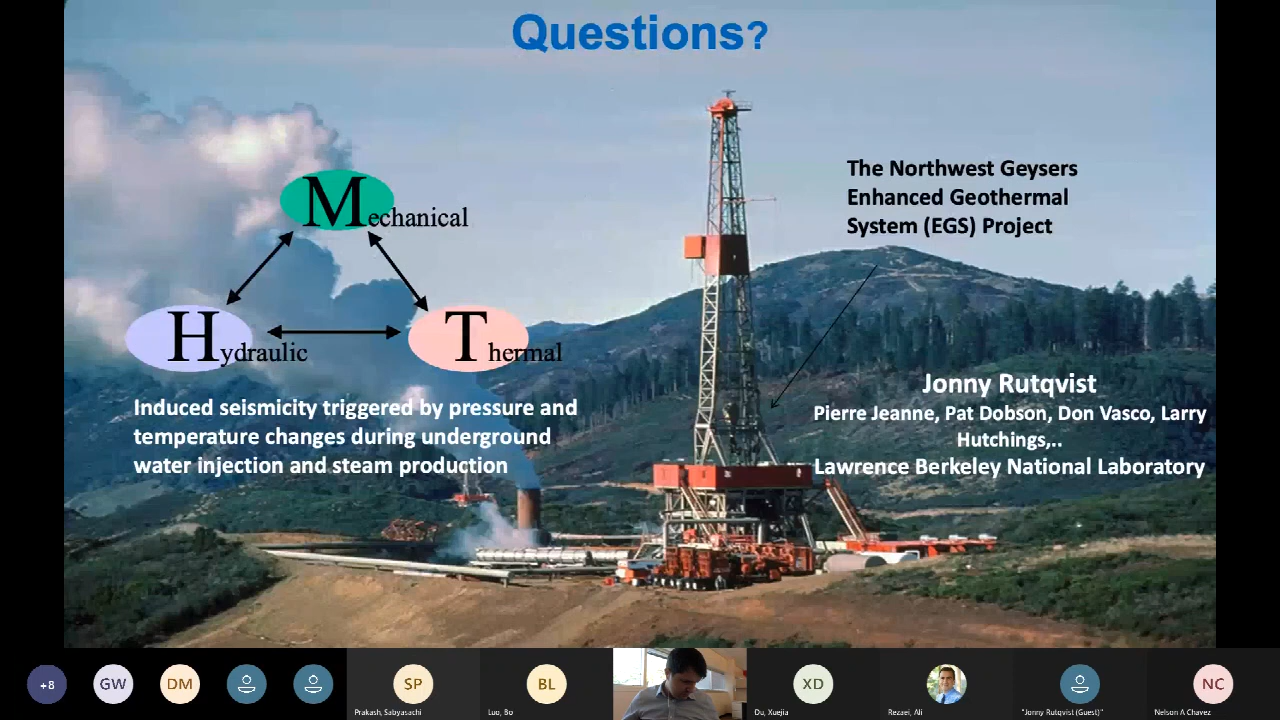 Questions?
Mechanical
Hydraulic
Thermal
Induced seismicity triggered by pressure and
temperature changes during underground
water injection and steam production
The Northwest Geysers
Enhanced Geothermal
System (EGS) Project
Jonny Rutqvist
Pierre Jeanne, Pat Dobson, Don Vasco, Larry
Hutchings,..
Lawrence Berkeley National Laboratory
+8
GW
DM
SP
BL
XD
NC
Prakash, Sabyasachi
Luo, Bo
Du, Xuejia
Rezaei, Ali
"Jonny Rutqvist (Guest)"
Nelson A Chavez